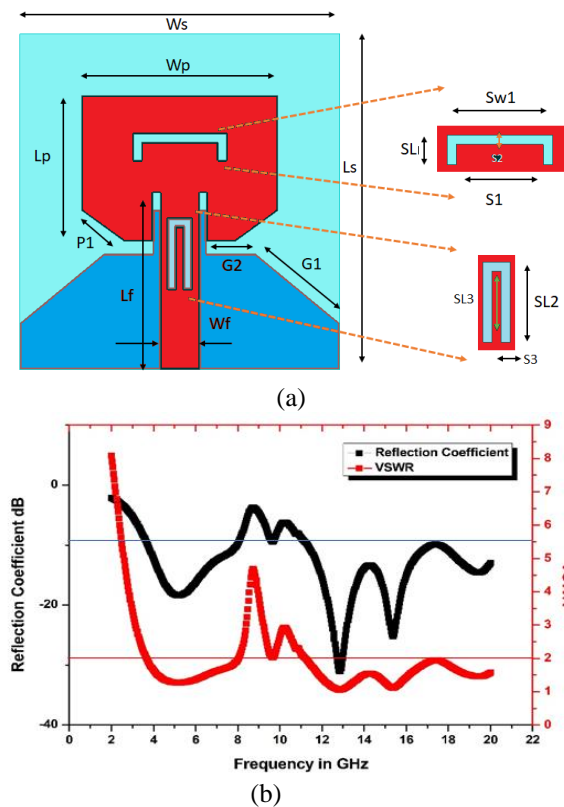 Ws
Wp
Lp
Ls
P1
G2
G1
Lf
Wf
Sw1
SL1
S2
S1
SL3
SL2
S3
(a)
Reflection Coefficient
VSWR
Reflection Coefficient dB
10
0
-20
-40
9
8
7
6
5
4
3
2
1
0
0 2 4 6 8 10 12 14 16 18 20 22
Frequency in GHz
(b)